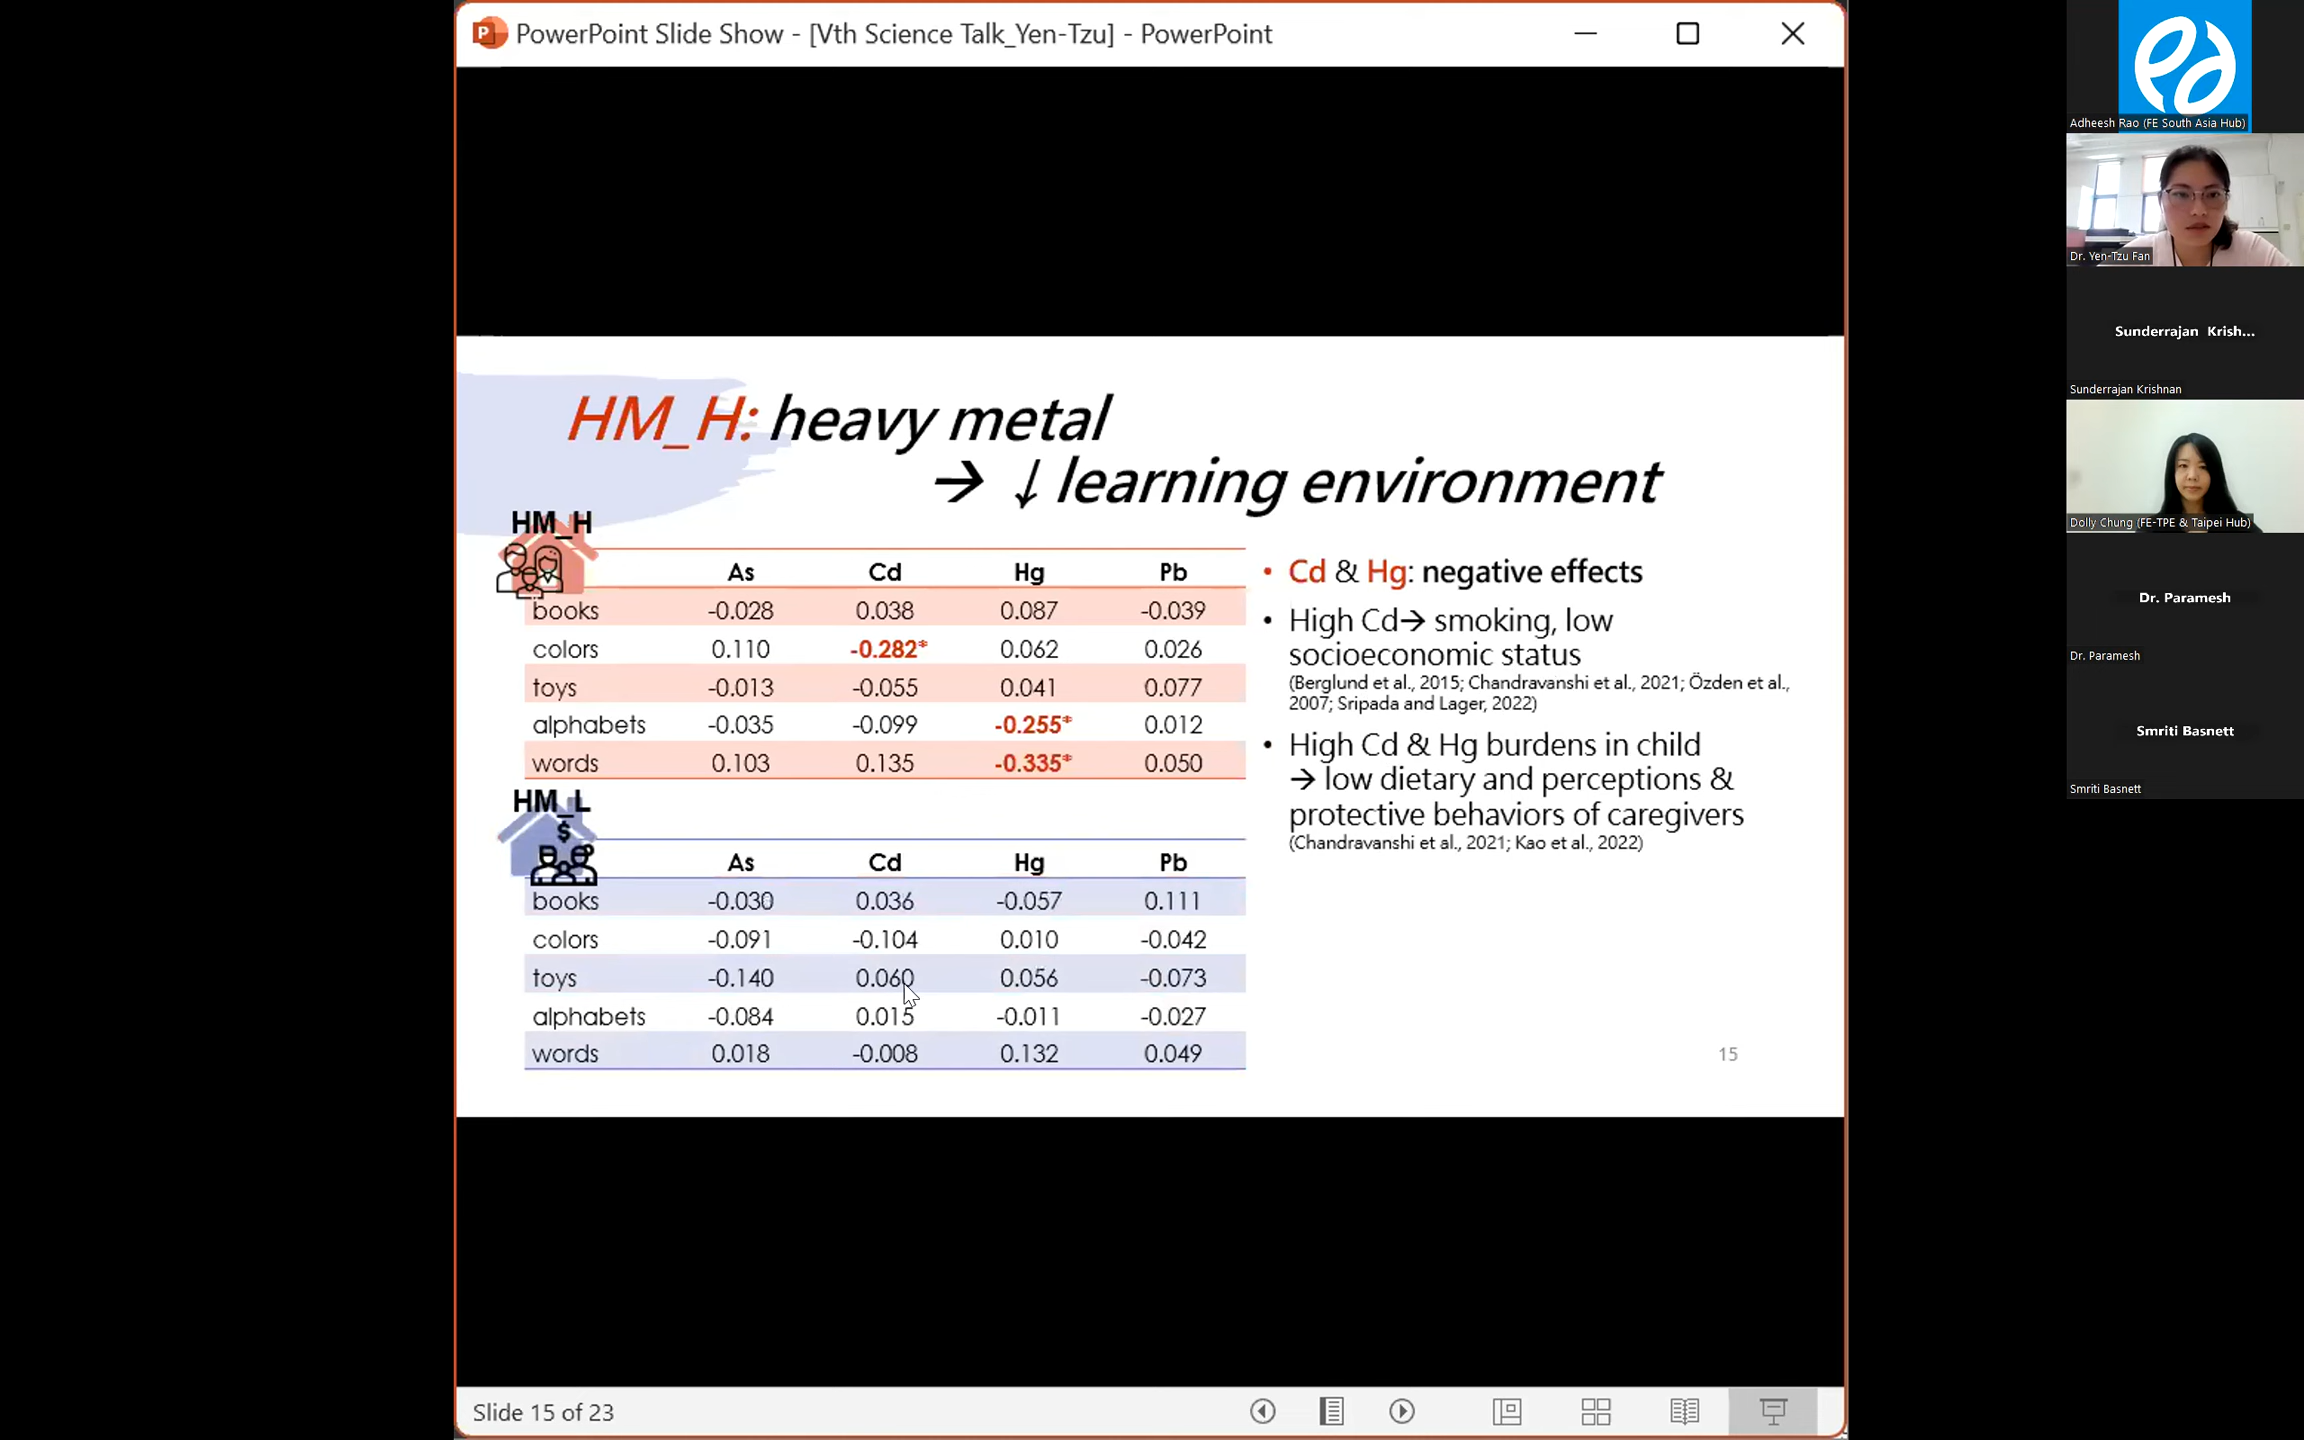 PowerPoint Slide Show - [Vth Science Talk_Yen-Tzu] - PowerPoint
HM_H: heavy metal
→ ↓ learning environment
HM_H
As Cd Hg Pb
books -0.028 0.038 0.087 -0.039
colors 0.110 -0.282* 0.062 0.026
toys -0.013 -0.055 0.041 0.077
alphabets -0.035 -0.099 -0.255* 0.012
words 0.103 0.135 -0.335* 0.050
HM_L
$
As Cd Hg Pb
books -0.030 0.036 -0.057 0.111
colors -0.091 -0.104 0.010 -0.042
toys -0.140 0.060 0.056 -0.073
alphabets -0.084 0.015 -0.011 -0.027
words 0.018 -0.008 0.132 0.049
• Cd & Hg: negative effects
• High Cd→ smoking, low
socioeconomic status
(Berglund et al., 2015; Chandravanshi et al., 2021; Özden et al.,
2007; Sripada and Lager, 2022)
• High Cd & Hg burdens in child
→ low dietary and perceptions &
protective behaviors of caregivers
(Chandravanshi et al., 2021; Kao et al., 2022)
15
Slide 15 of 23
Adheesh Rao (FE South Asia Hub)
Dr. Yen-Tzu Fan
Sunderrajan Krish...
Sunderrajan Krishnan
Dolly Chung (FE-TPE & Taipei Hub)
Dr. Paramesh
Dr. Paramesh
Smriti Basnett
Smriti Basnett